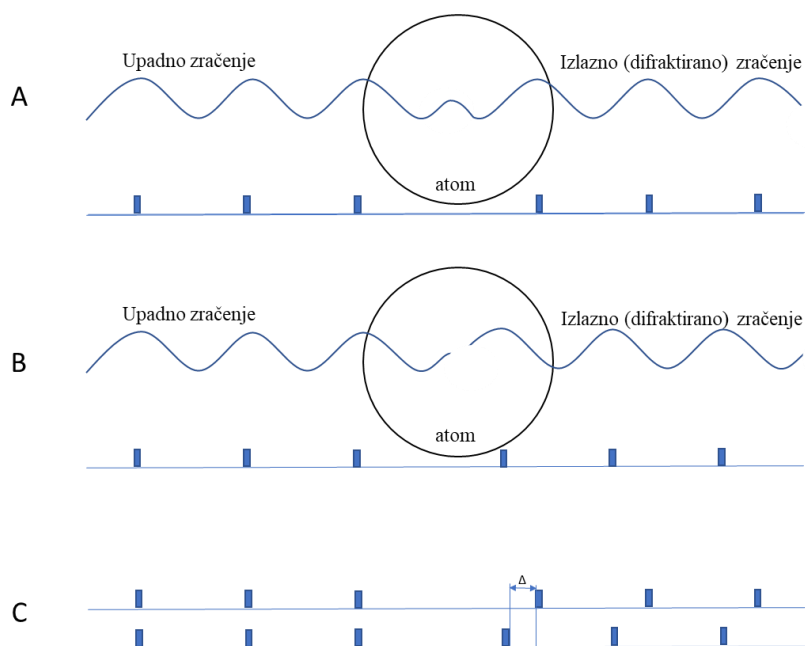 Upadno zračenje
Izlazno (difraktirano) zračenje
A
atom
Upadno zračenje
Izlazno (difraktirano) zračenje
B
atom
Δ
C